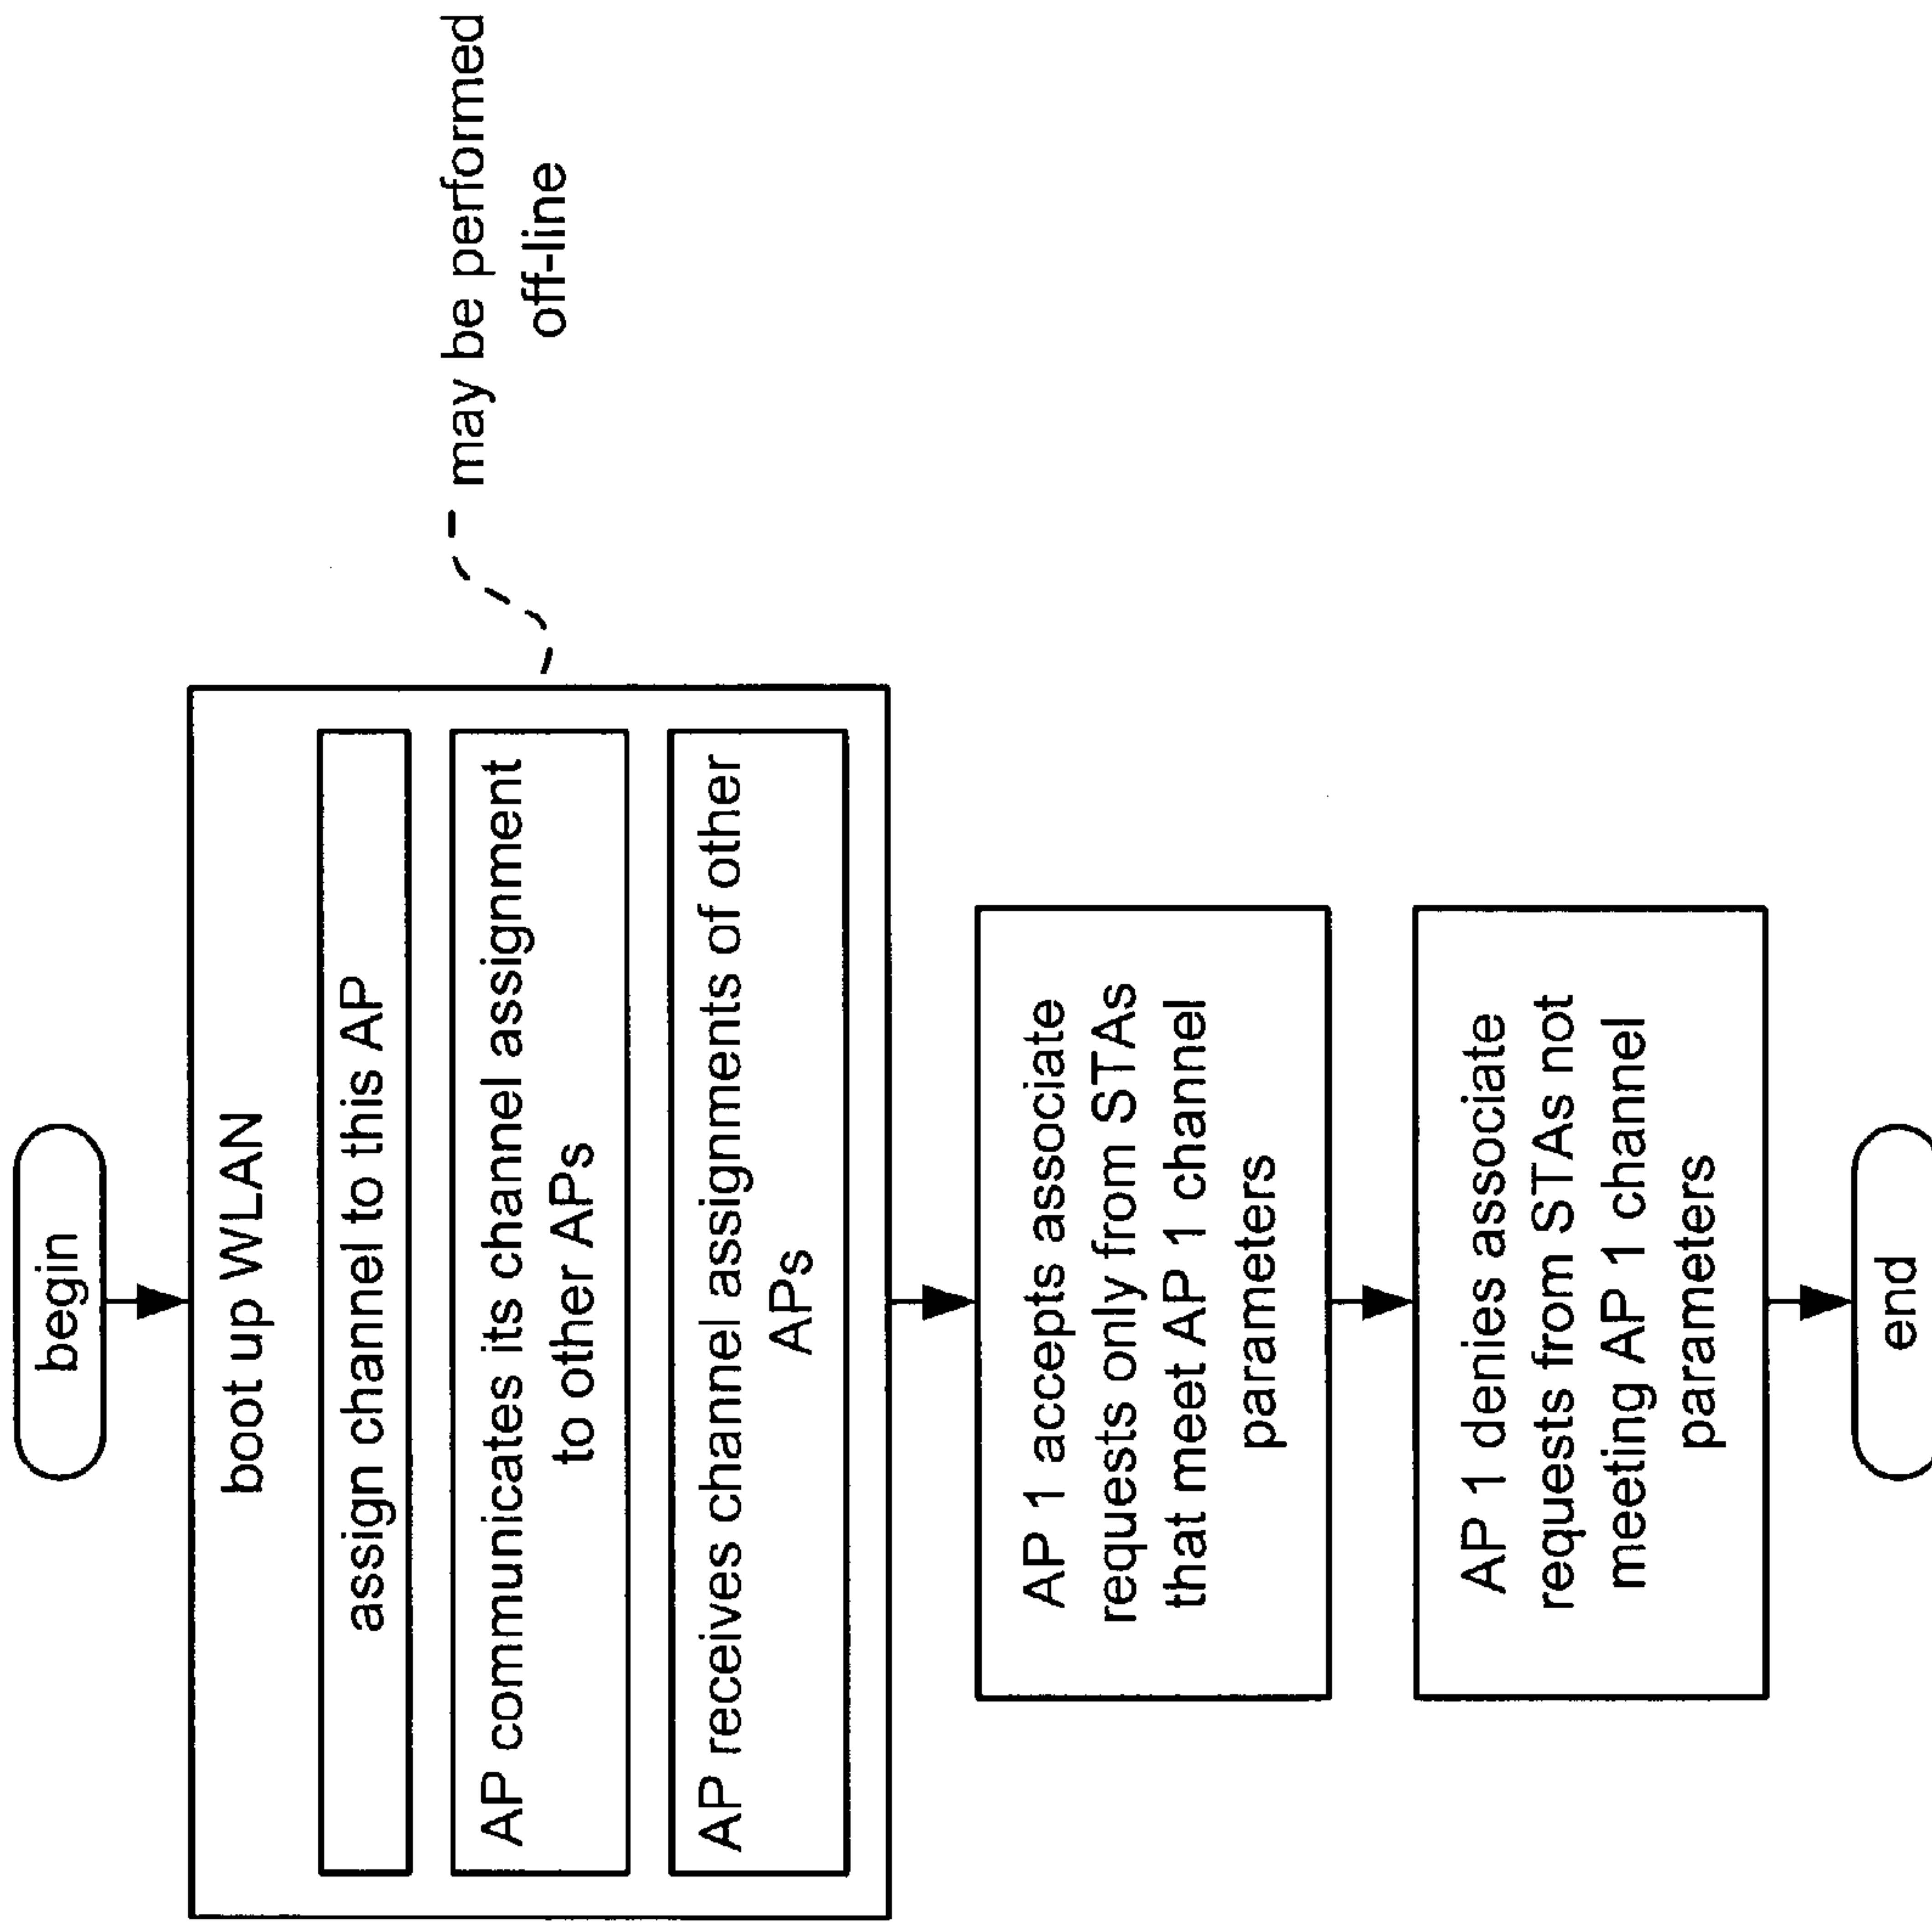 begin
boot up WLAN
assign channel to this AP
AP communicates its channel assignment
to other APs
AP receives channel assignments of other
APs
may be performed
off-line
AP 1 accepts associate
requests only from STAs
that meet AP 1 channel
parameters
AP 1 denies associate
requests from STAs not
meeting AP 1 channel
parameters
end